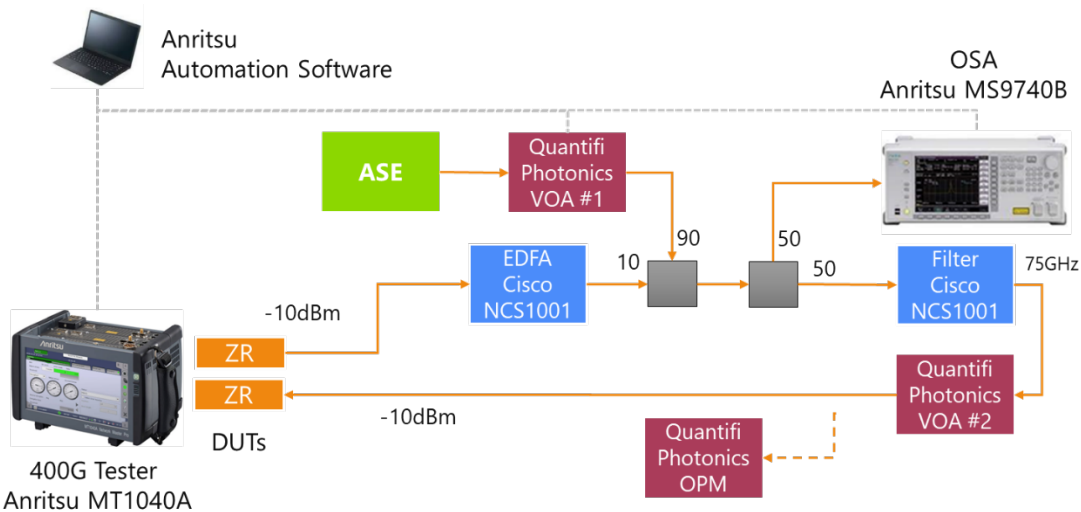 Anritsu
Automation Software
OSA
Anritsu MS9740B
ASE
Quantifi
Photonics
VOA #1
90
50
10
50
EDFA
Cisco
NCS1001
Filter
Cisco
NCS1001
75GHz
-10dBm
Anritsu
ZR
ZR
-10dBm
DUTs
Quantifi
Photonics
VOA #2
Quantifi
Photonics
OPM
400G Tester
Anritsu MT1040A